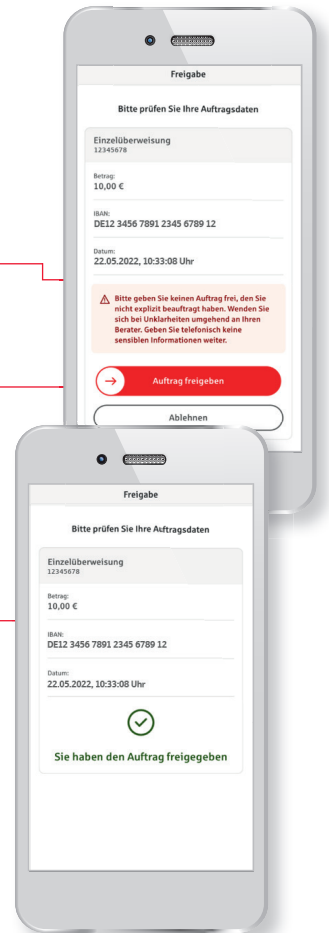 Freigabe
Bitte prüfen Sie Ihre Auftragsdaten
Einzelüberweisung
12345678
Betrag:
10,00 €
IBAN:
DE12 3456 7891 2345 6789 12
Datum:
22.05.2022, 10:33:08 Uhr
Bitte geben Sie keinen Auftrag frei, den Sie
nicht explizit beauftragt haben. Wenden Sie
sich bei Unklarheiten umgehend an Ihren
Berater. Geben Sie telefonisch keine
sensiblen Informationen weiter.
Auftrag freigeben
Ablehnen
Freigabe
Bitte prüfen Sie Ihre Auftragsdaten
Einzelüberweisung
12345678
Betrag:
10,00 €
IBAN:
DE12 3456 7891 2345 6789 12
Datum:
22.05.2022, 10:33:08 Uhr
Sie haben den Auftrag freigegeben